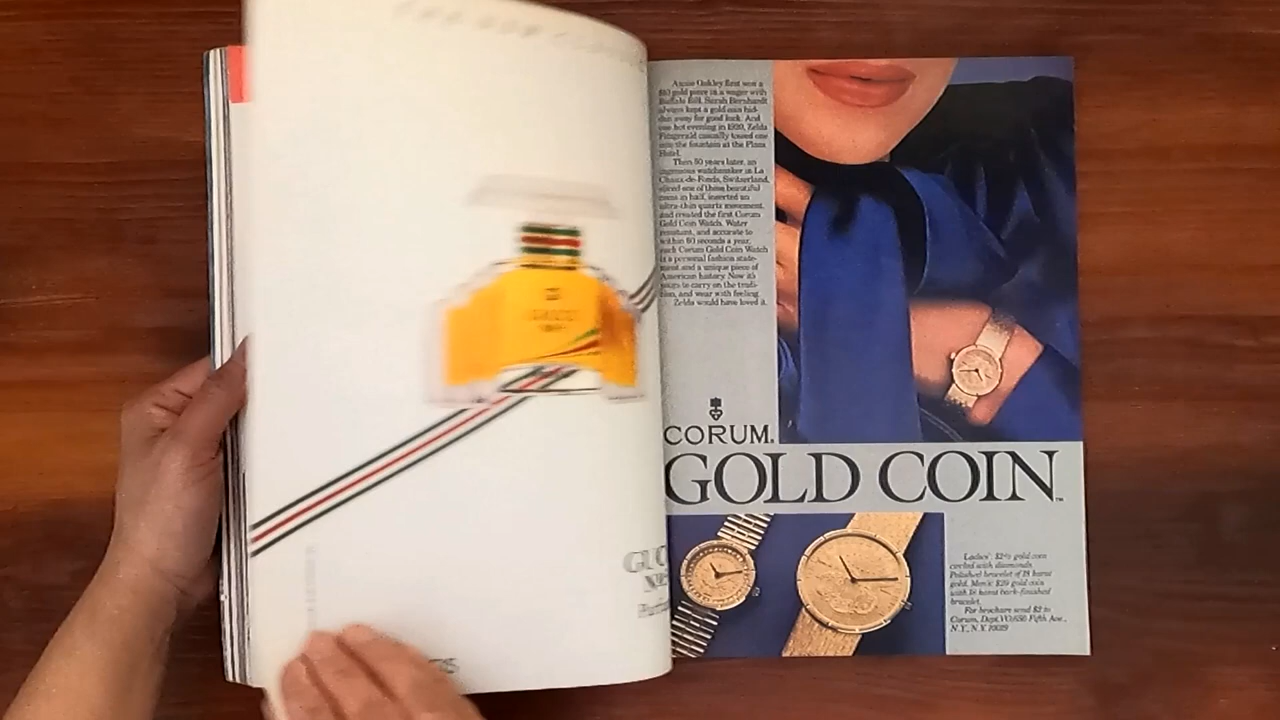 GUCCI
GUC
Annie Oakley first won a
$10 gold piece in a wager with
Buffalo Bill. Sarah Bernhardt
always kept a gold coin hid-
den away for good luck. And
one hot evening in 1920, Zelda
Fitzgerald casually tossed one
into the fountain at the Plaza
Hotel.
Then 50 years later, an
ingenious watchmaker in La
Chaux-de-Fonds, Switzerland,
sliced one of these beautiful
coins in half, inserted an
ultra-thin quartz movement,
and created the first Corum
Gold Coin Watch. Water
resistant, and accurate to
within 60 seconds a year,
each Corum Gold Coin Watch
is a personal fashion state-
ment and a unique piece of
American history. Now it's
yours to carry on the tradi-
tion, and wear with feeling.
Zelda would have loved it.
CORUM.
GOLD COIN™
Ladies': $2½ gold coin
circled with diamonds.
Polished bracelet of 18 karat
gold. Men's: $20 gold coin
with 18 karat bark-finished
bracelet.
For brochure send $2 to
Corum, Dept. VO, 650 Fifth Ave.,
N.Y., N.Y. 10019